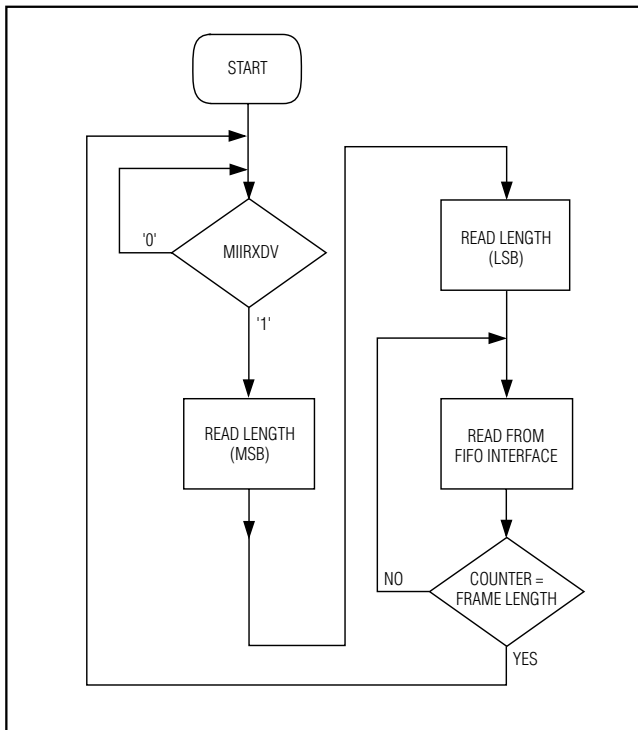 START
'0'
MIIRXDV
'1'
READ LENGTH
(MSB)
READ LENGTH
(LSB)
READ FROM
FIFO INTERFACE
NO
COUNTER =
FRAME LENGTH
YES